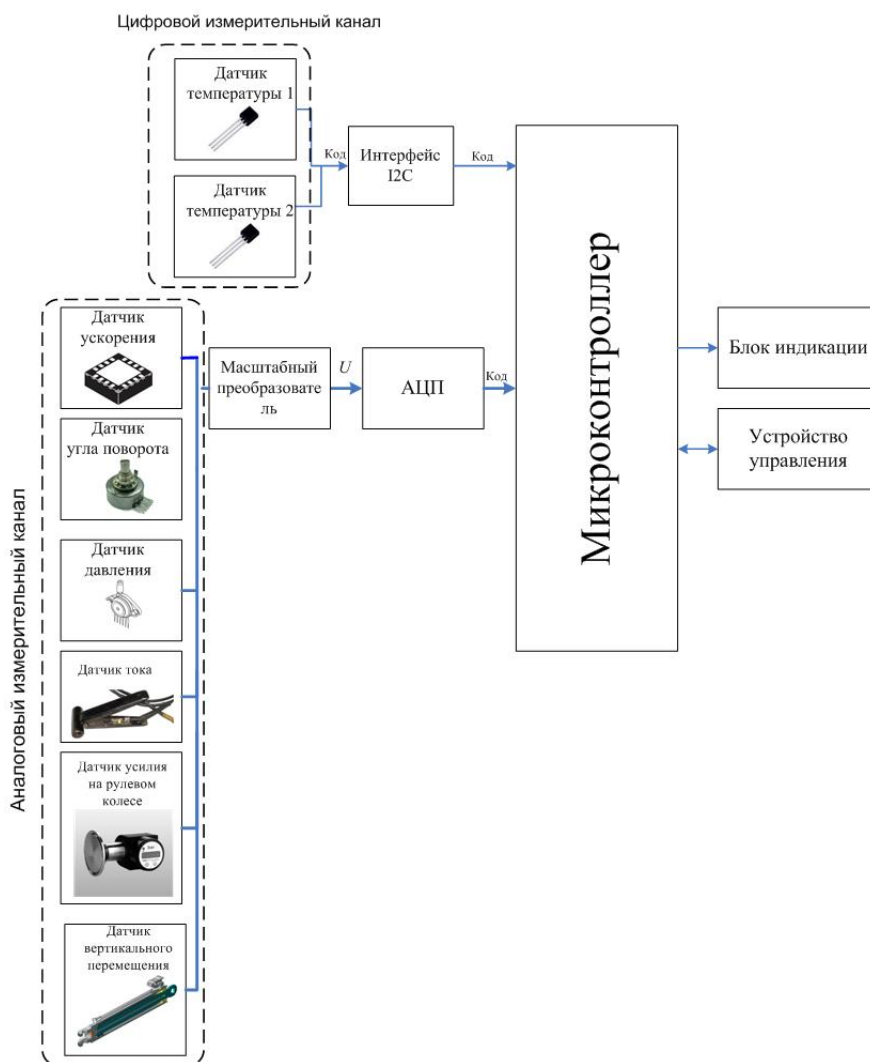 Цифровой измерительный канал
Датчик
температуры 1
Код
Интерфейс
I2C
Код
Датчик
температуры 2
Микроконтроллер
Аналоговый измерительный канал
Датчик
ускорения
Масштабный
преобразовате
ль
U
АЦП
Код
Блок индикации
Устройство
управления
Датчик
угла поворота
Датчик
давления
Датчик тока
Датчик усилия
на рулевом
колесе
Датчик
вертикального
перемещения